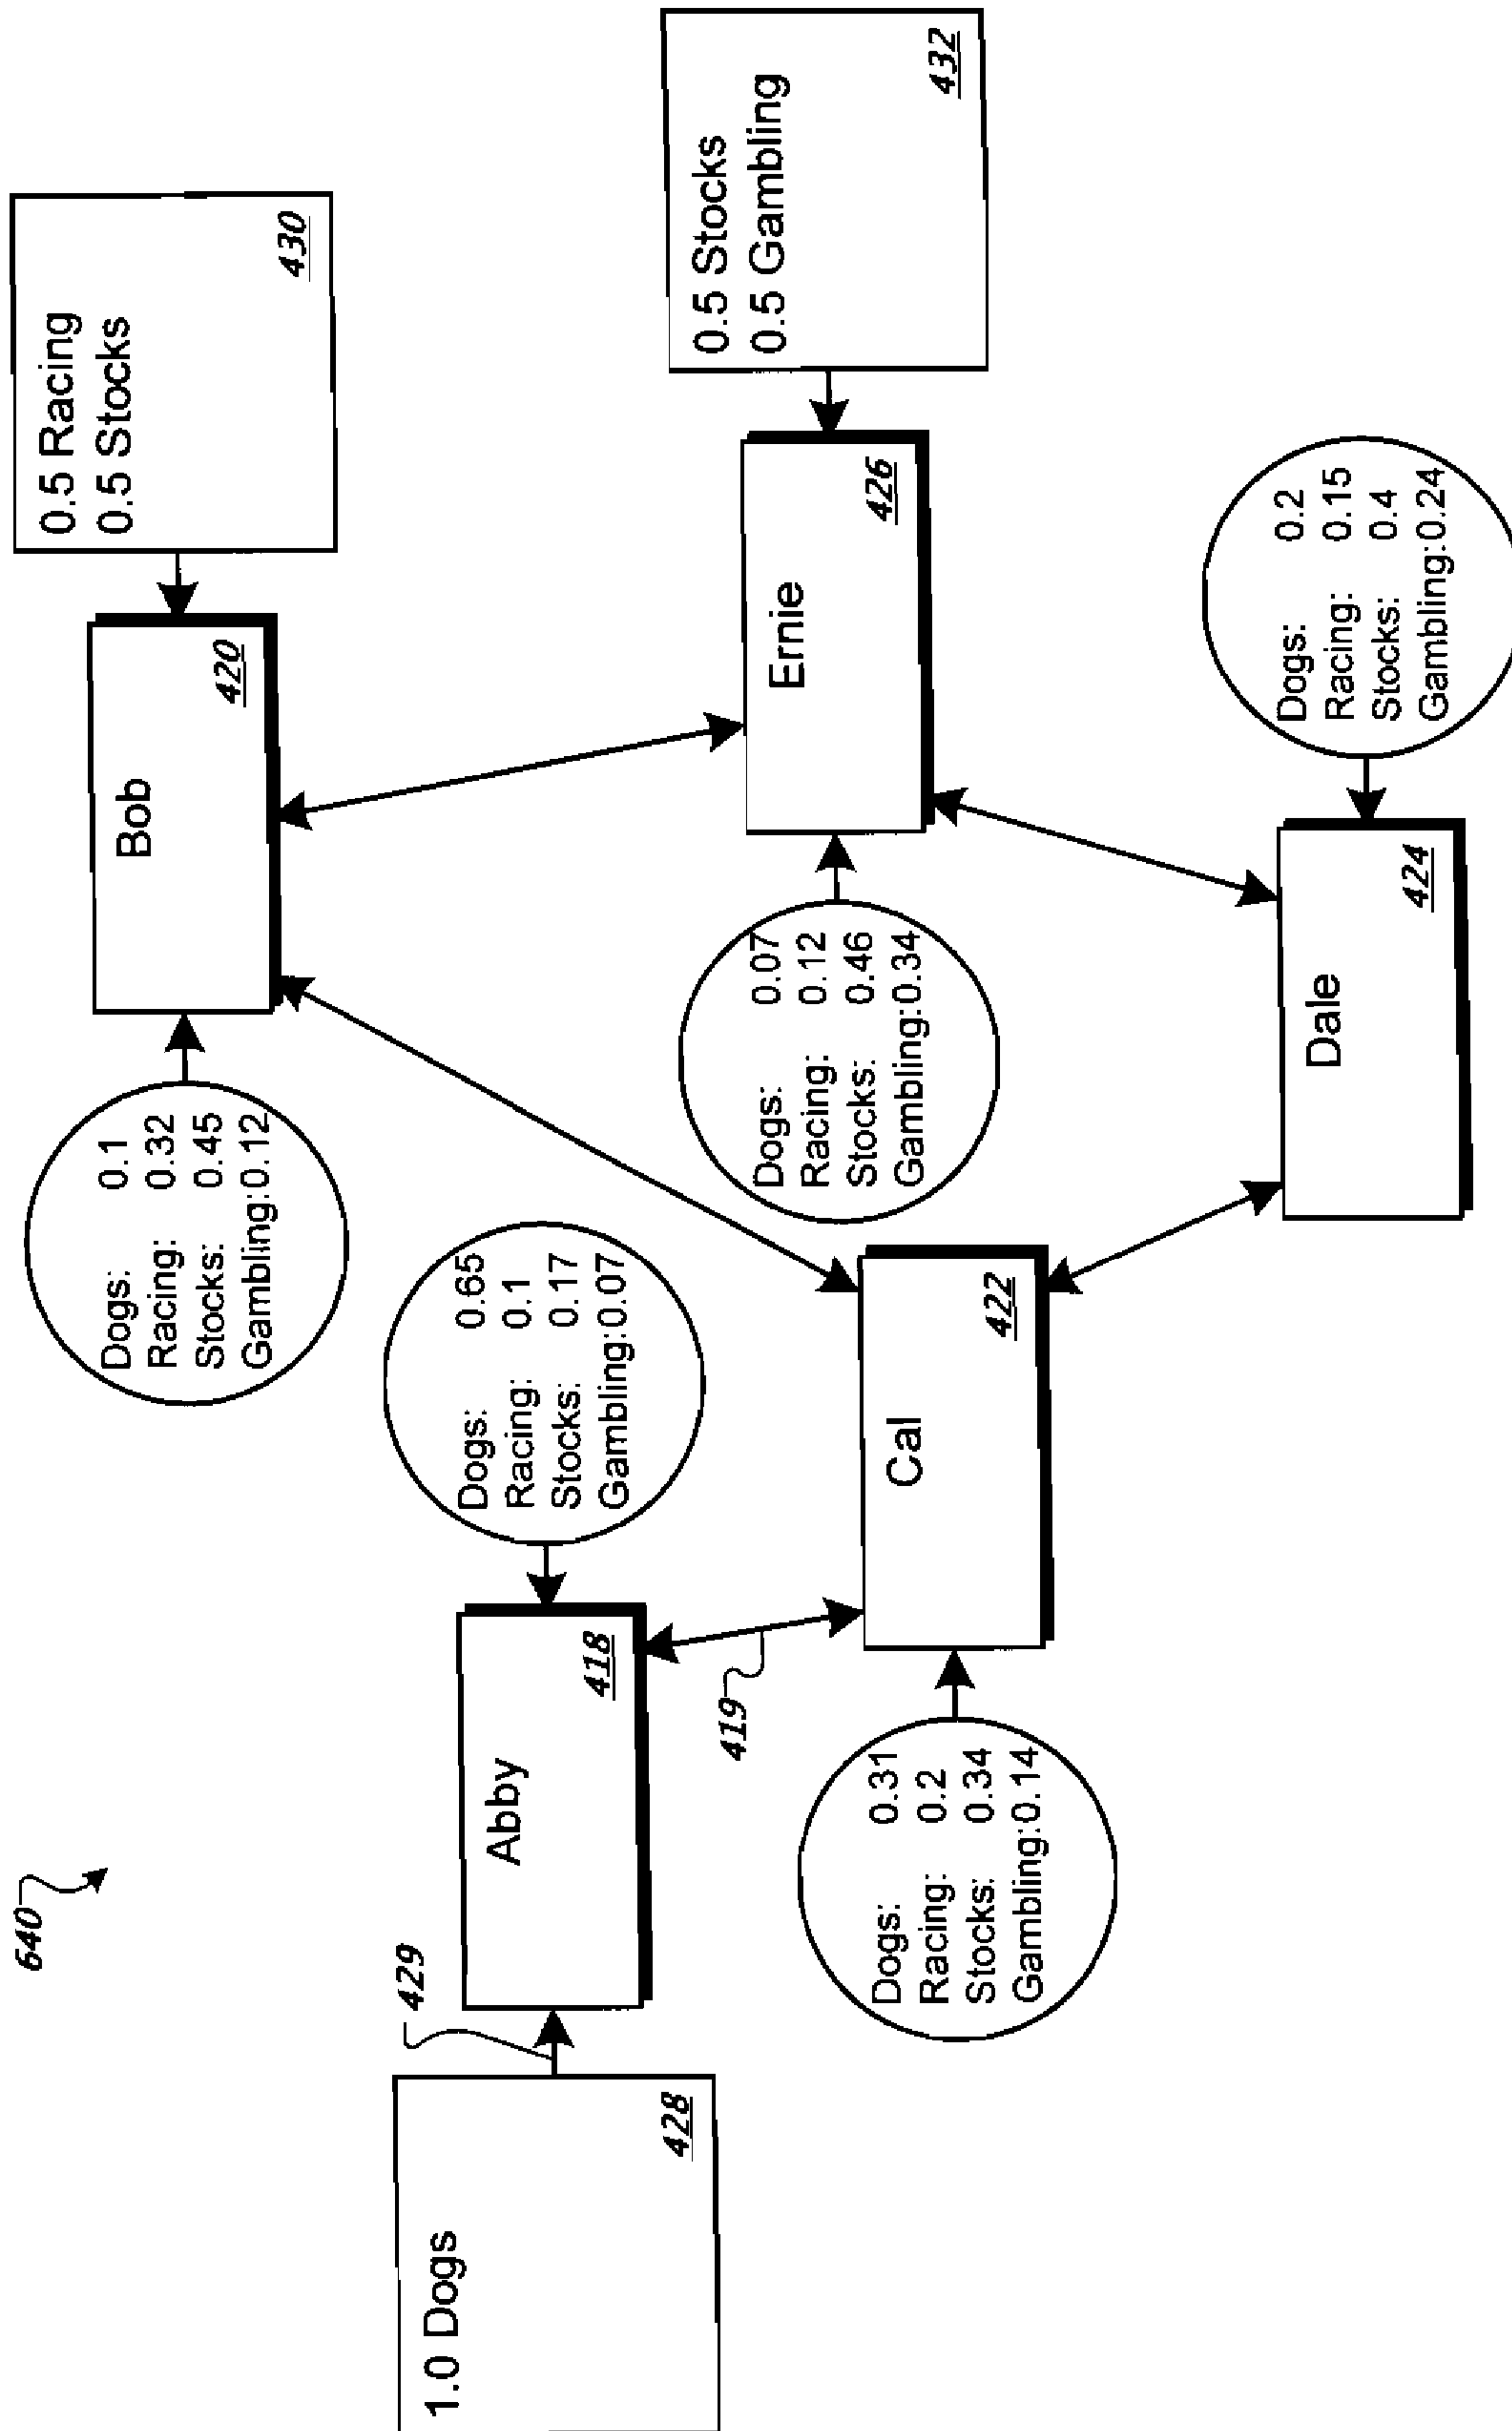 640
0.5 Racing
0.5 Stocks
430
Bob
420
Dogs: 0.1
Racing: 0.32
Stocks: 0.45
Gambling:0.12
1.0 Dogs
428
429
Abby
418
Dogs: 0.65
Racing: 0.1
Stocks: 0.17
Gambling:0.07
419
0.5 Stocks
0.5 Gambling
432
Ernie
426
Dogs: 0.07
Racing: 0.12
Stocks: 0.46
Gambling:0.34
Cal
422
Dogs: 0.31
Racing: 0.2
Stocks: 0.34
Gambling:0.14
Dale
424
Dogs: 0.2
Racing: 0.15
Stocks: 0.4
Gambling:0.24